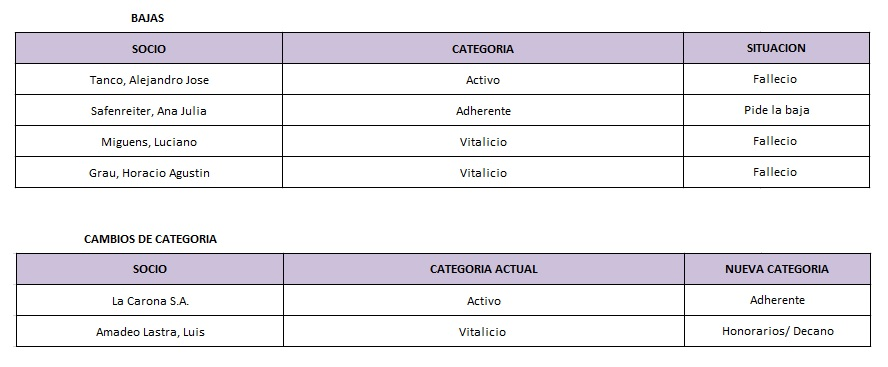 BAJAS
SOCIO CATEGORIA SITUACION
Tanco, Alejandro Jose Activo Fallecio
Safenreiter, Ana Julia Adherente Pide la baja
Miguens, Luciano Vitalicio Fallecio
Grau, Horacio Agustin Vitalicio Fallecio
CAMBIOS DE CATEGORIA
SOCIO CATEGORIA ACTUAL NUEVA CATEGORIA
La Carona S.A. Activo Adherente
Amadeo Lastra, Luis Vitalicio Honorarios/ Decano